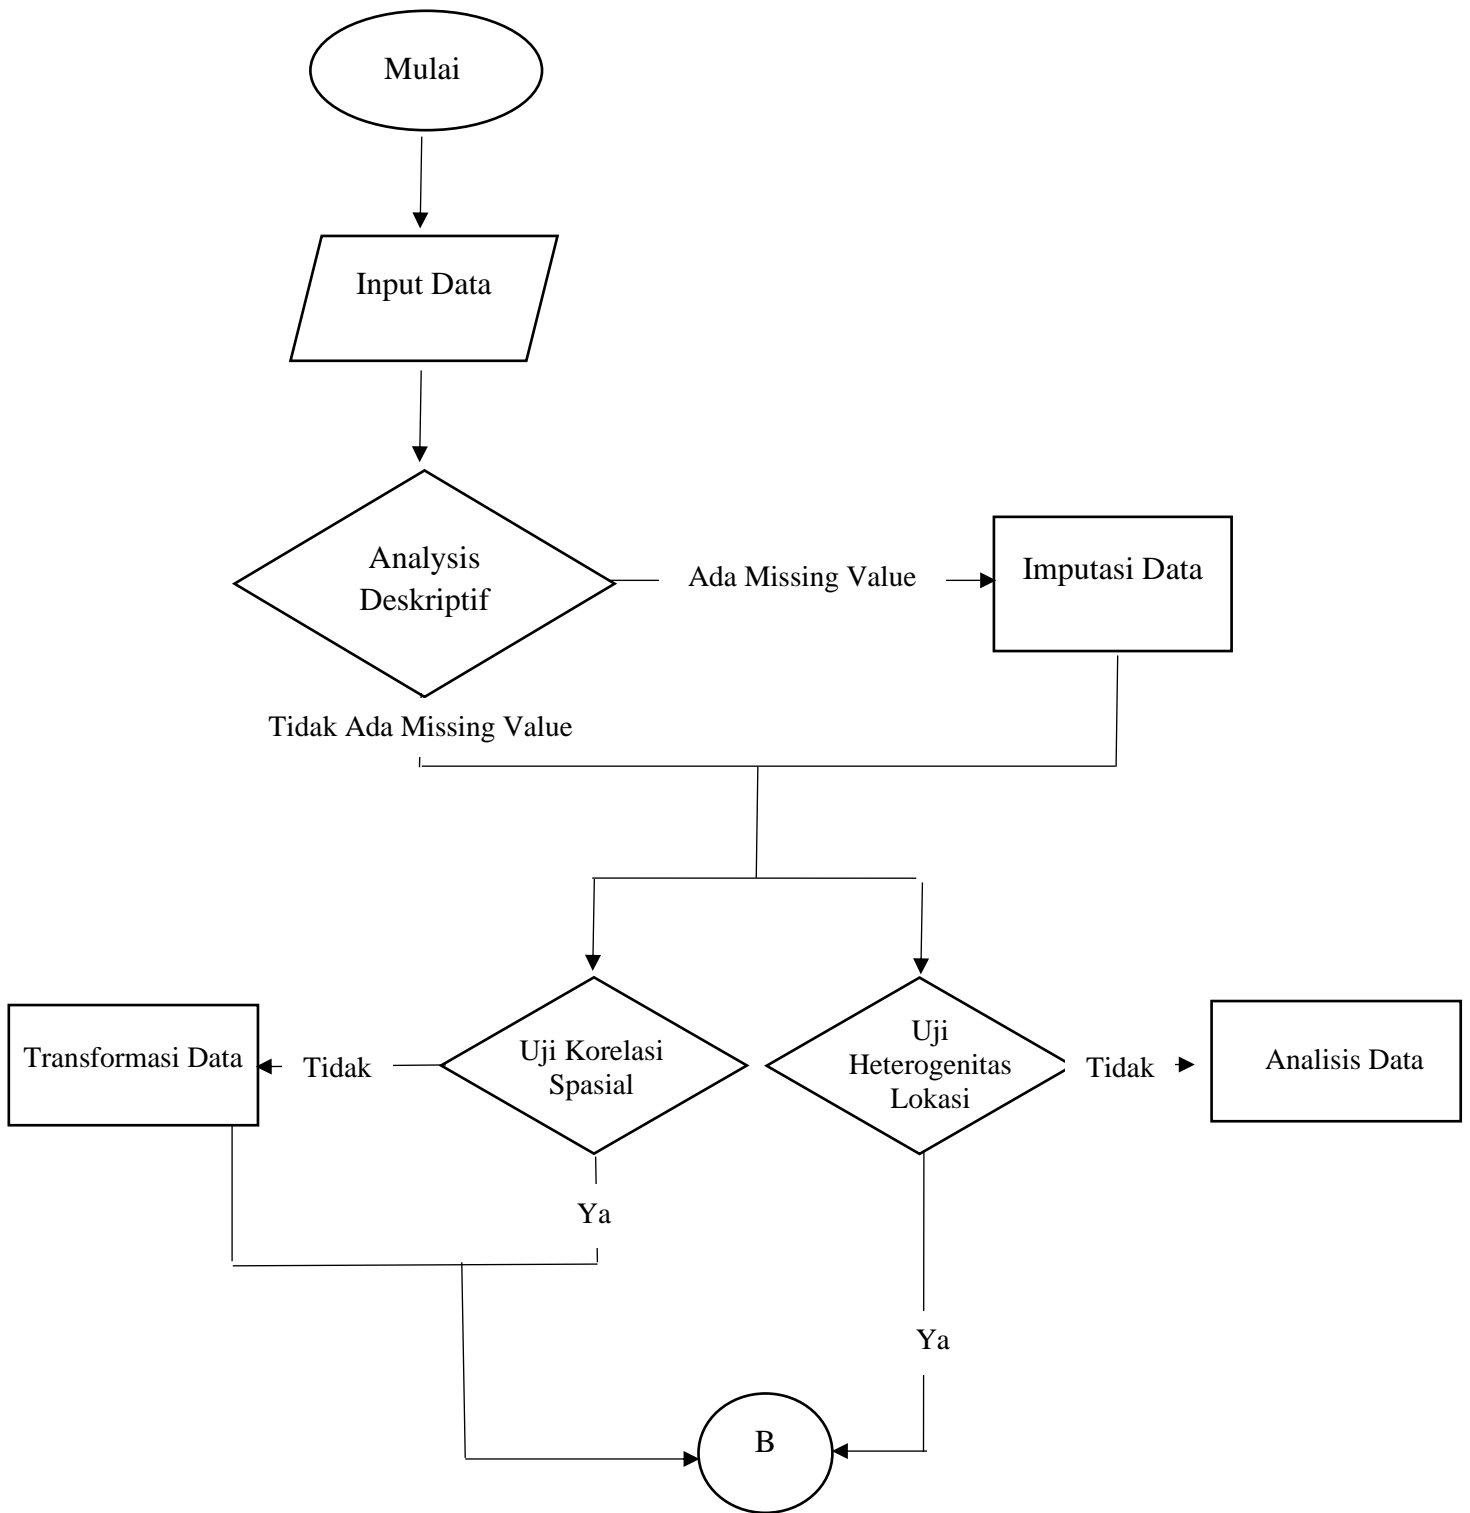 Mulai
Input Data
Analysis
Deskriptif
Ada Missing Value
Imputasi Data
Tidak Ada Missing Value
Transformasi Data
Tidak
Uji Korelasi
Spasial
Uji
Heterogenitas
Lokasi
Tidak
Analisis Data
Ya
Ya
B